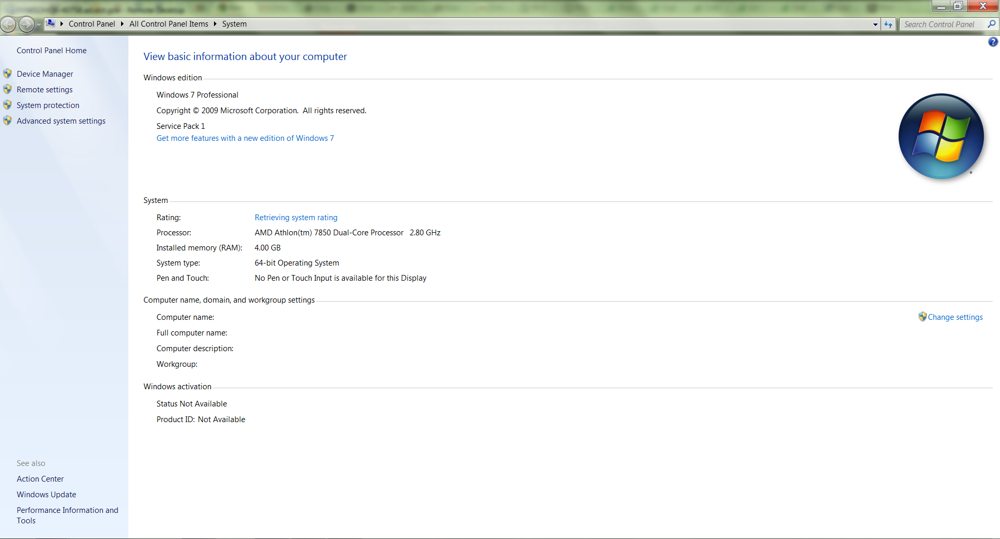 Remote Desktop
Control Panel
All Control Panel Items
System
Search Control Panel
Control Panel Home
Device Manager
Remote settings
System protection
Advanced system settings
View basic information about your computer
Windows edition
Windows 7 Professional
Copyright © 2009 Microsoft Corporation.  All rights reserved.
Service Pack 1
Get more features with a new edition of Windows 7
System
Rating: Retrieving system rating
Processor: AMD Athlon(tm) 7850 Dual-Core Processor   2.80 GHz
Installed memory (RAM): 4.00 GB
System type: 64-bit Operating System
Pen and Touch: No Pen or Touch Input is available for this Display
Computer name, domain, and workgroup settings
Computer name:
Change settings
Full computer name:
Computer description:
Workgroup:
Windows activation
Status Not Available
Product ID: Not Available
See also
Action Center
Windows Update
Performance Information and
Tools